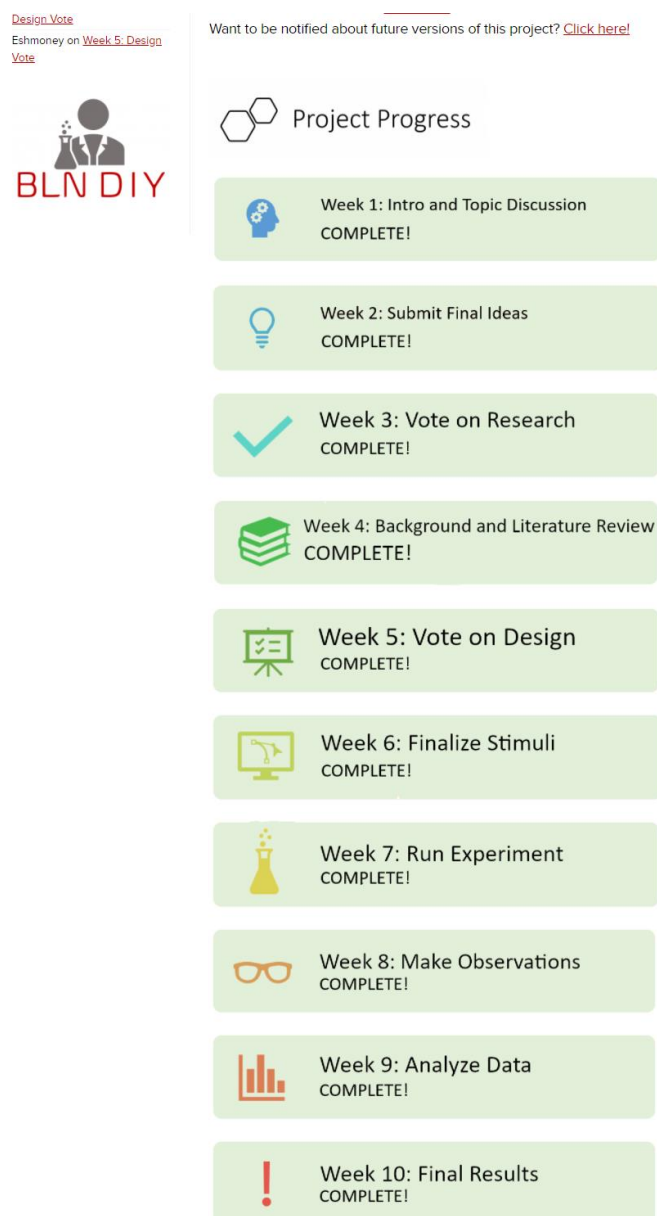 Design Vote
Eshmoney on Week 5: Design
Vote
BLN DIY
Want to be notified about future versions of this project? Click here!
Project Progress
Week 1: Intro and Topic Discussion
COMPLETE!
Week 2: Submit Final Ideas
COMPLETE!
Week 3: Vote on Research
COMPLETE!
Week 4: Background and Literature Review
COMPLETE!
Week 5: Vote on Design
COMPLETE!
Week 6: Finalize Stimuli
COMPLETE!
Week 7: Run Experiment
COMPLETE!
Week 8: Make Observations
COMPLETE!
Week 9: Analyze Data
COMPLETE!
Week 10: Final Results
COMPLETE!